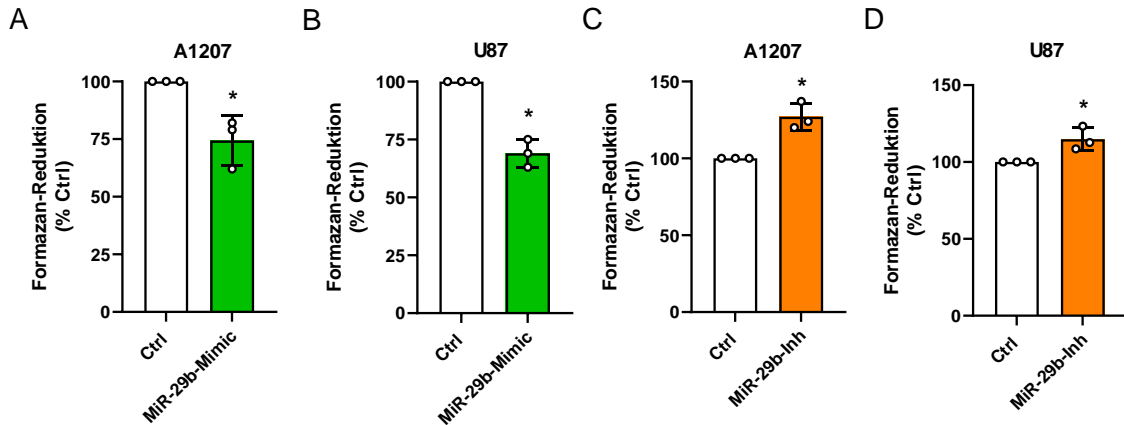 A
A1207
Formazan-Reduktion
(% Ctrl)
100
75
50
25
0
*
Ctrl
MiR-29b-Mimic
B
U87
Formazan-Reduktion
(% Ctrl)
100
75
50
25
0
*
Ctrl
MiR-29b-Mimic
C
A1207
Formazan-Reduktion
(% Ctrl)
150
100
50
0
*
Ctrl
MiR-29b-Inh
D
U87
Formazan-Reduktion
(% Ctrl)
150
100
50
0
*
Ctrl
MiR-29b-Inh